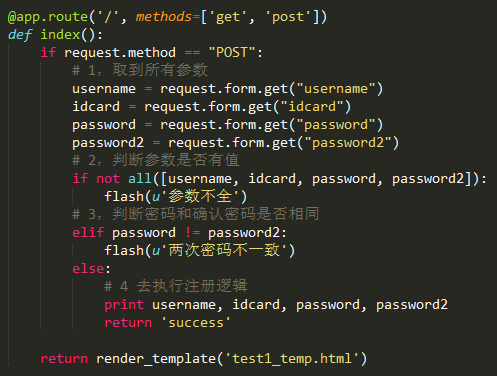 @app.route('/', methods=['get', 'post'])
def index():
    if request.method == "POST":
        # 1，取到所有参数
        username = request.form.get("username")
        idcard = request.form.get("idcard")
        password = request.form.get("password")
        password2 = request.form.get("password2")
        # 2，判断参数是否有值
        if not all([username, idcard, password, password2]):
            flash(u'参数不全')
        # 3，判断密码和确认密码是否相同
        elif password != password2:
            flash(u'两次密码不一致')
        else:
            # 4 去执行注册逻辑
            print username, idcard, password, password2
            return 'success'
    return render_template('test1_temp.html')